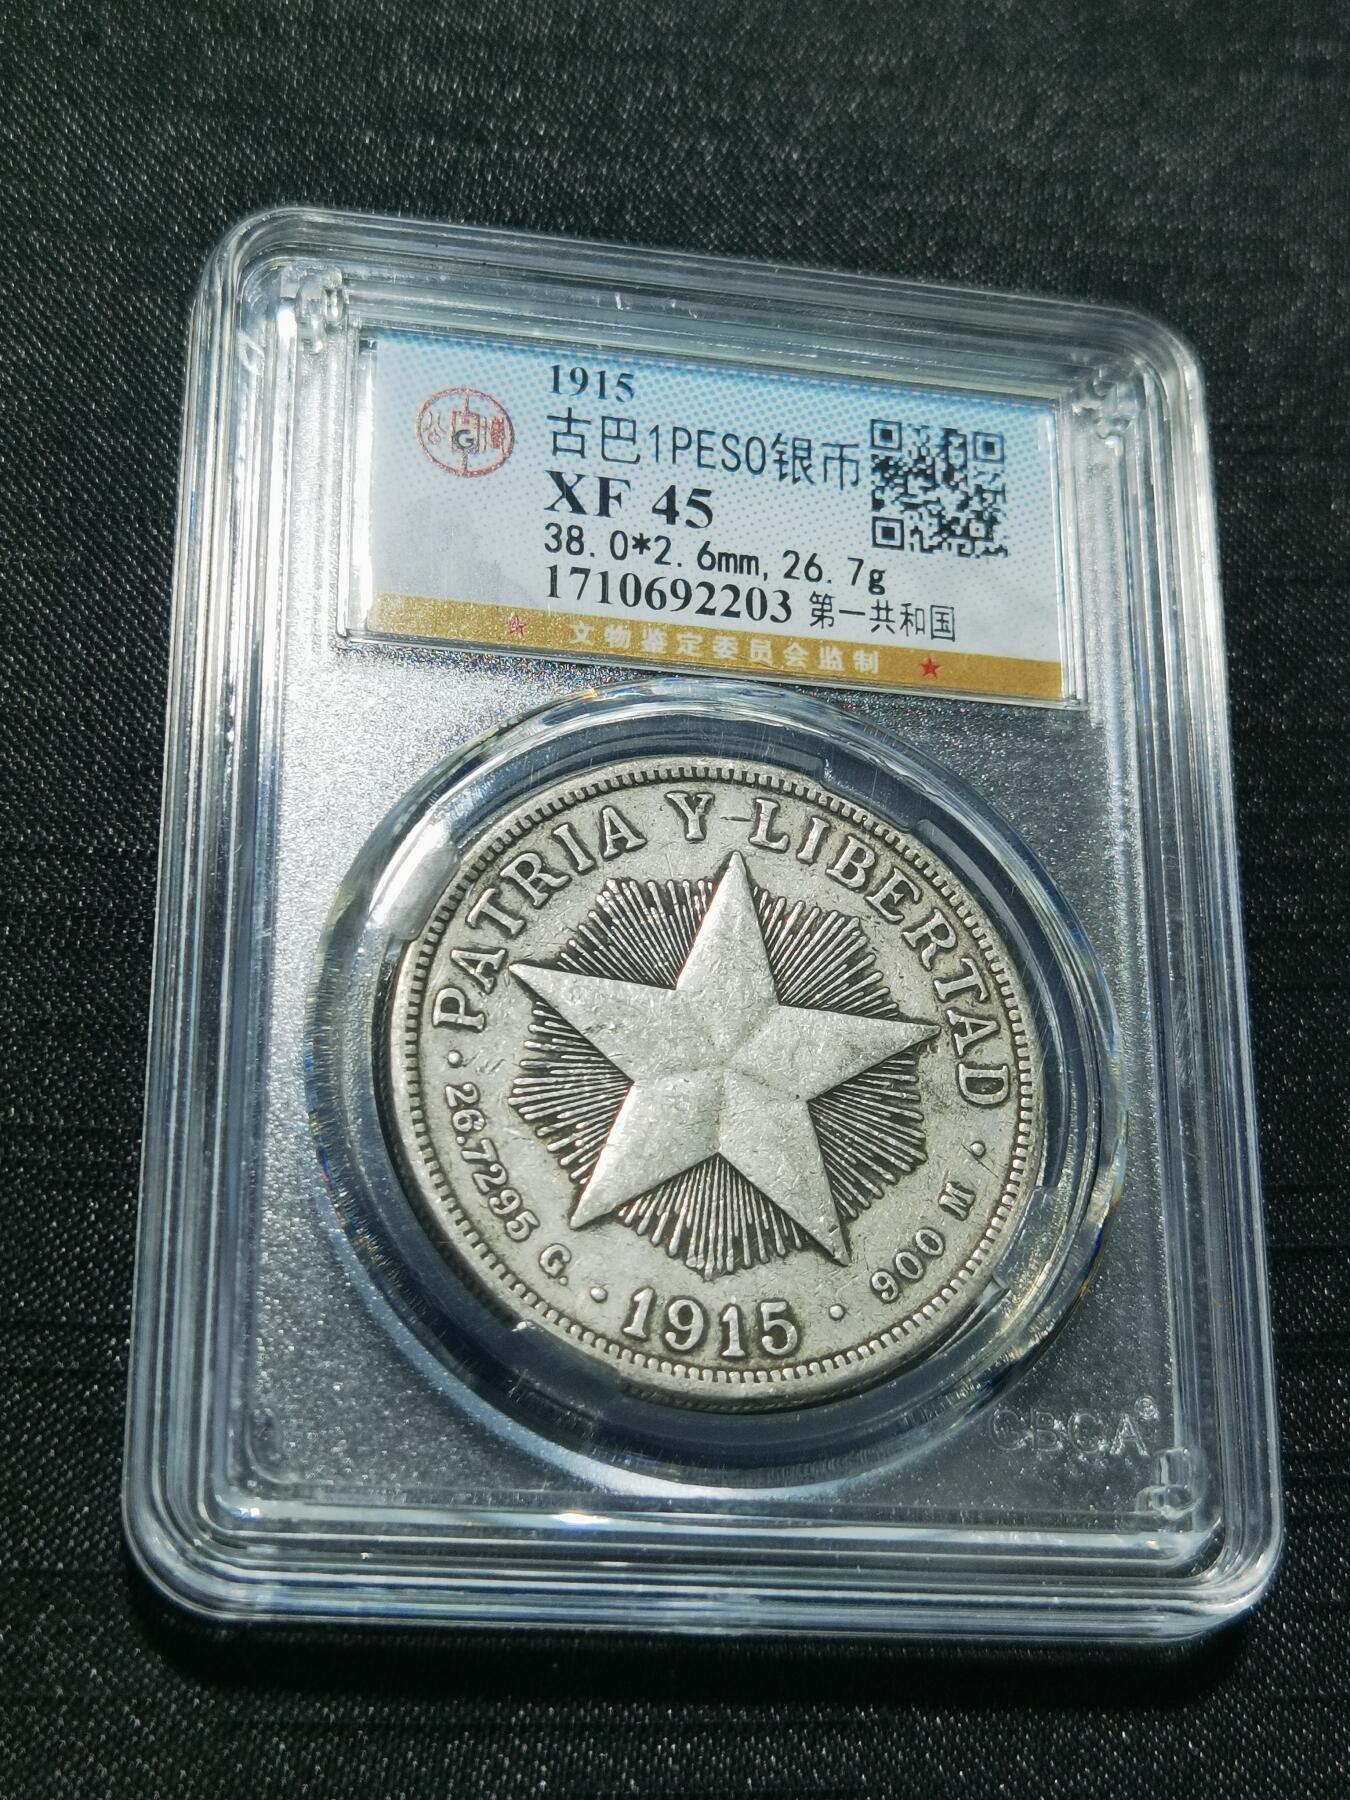 1915
古巴1PESO银币
XF 45
38.0*2.6mm,26.7g
1710692203 第一共和国
公 G 博
文物鉴定委员会监制
PATRIA Y LIBERTAD
26.7295 G.
1915
900 M
CBCA®